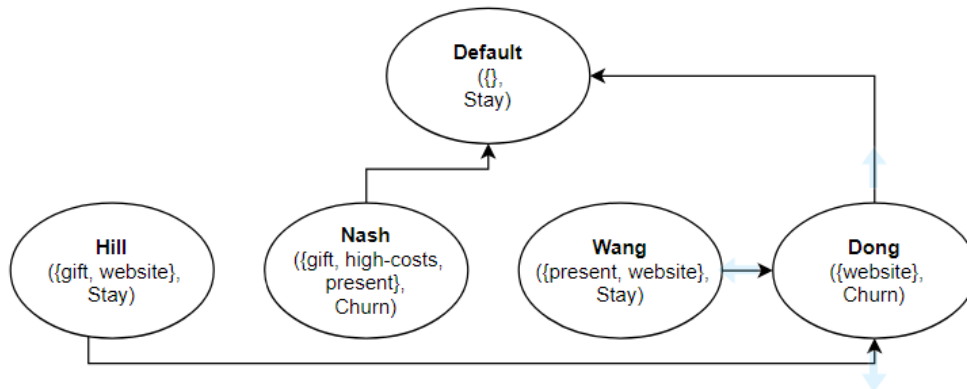 Default
({},
Stay)
Hill
({gift, website},
Stay)
Nash
({gift, high-costs,
present},
Churn)
Wang
({present, website},
Stay)
Dong
({website},
Churn)